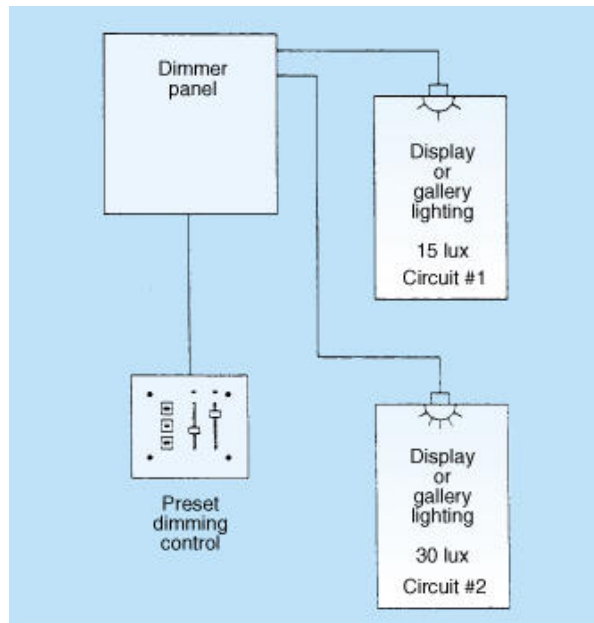 Dimmer
panel
Display
or
gallery
lighting
15 lux
Circuit #1
Preset
dimming
control
Display
or
gallery
lighting
30 lux
Circuit #2